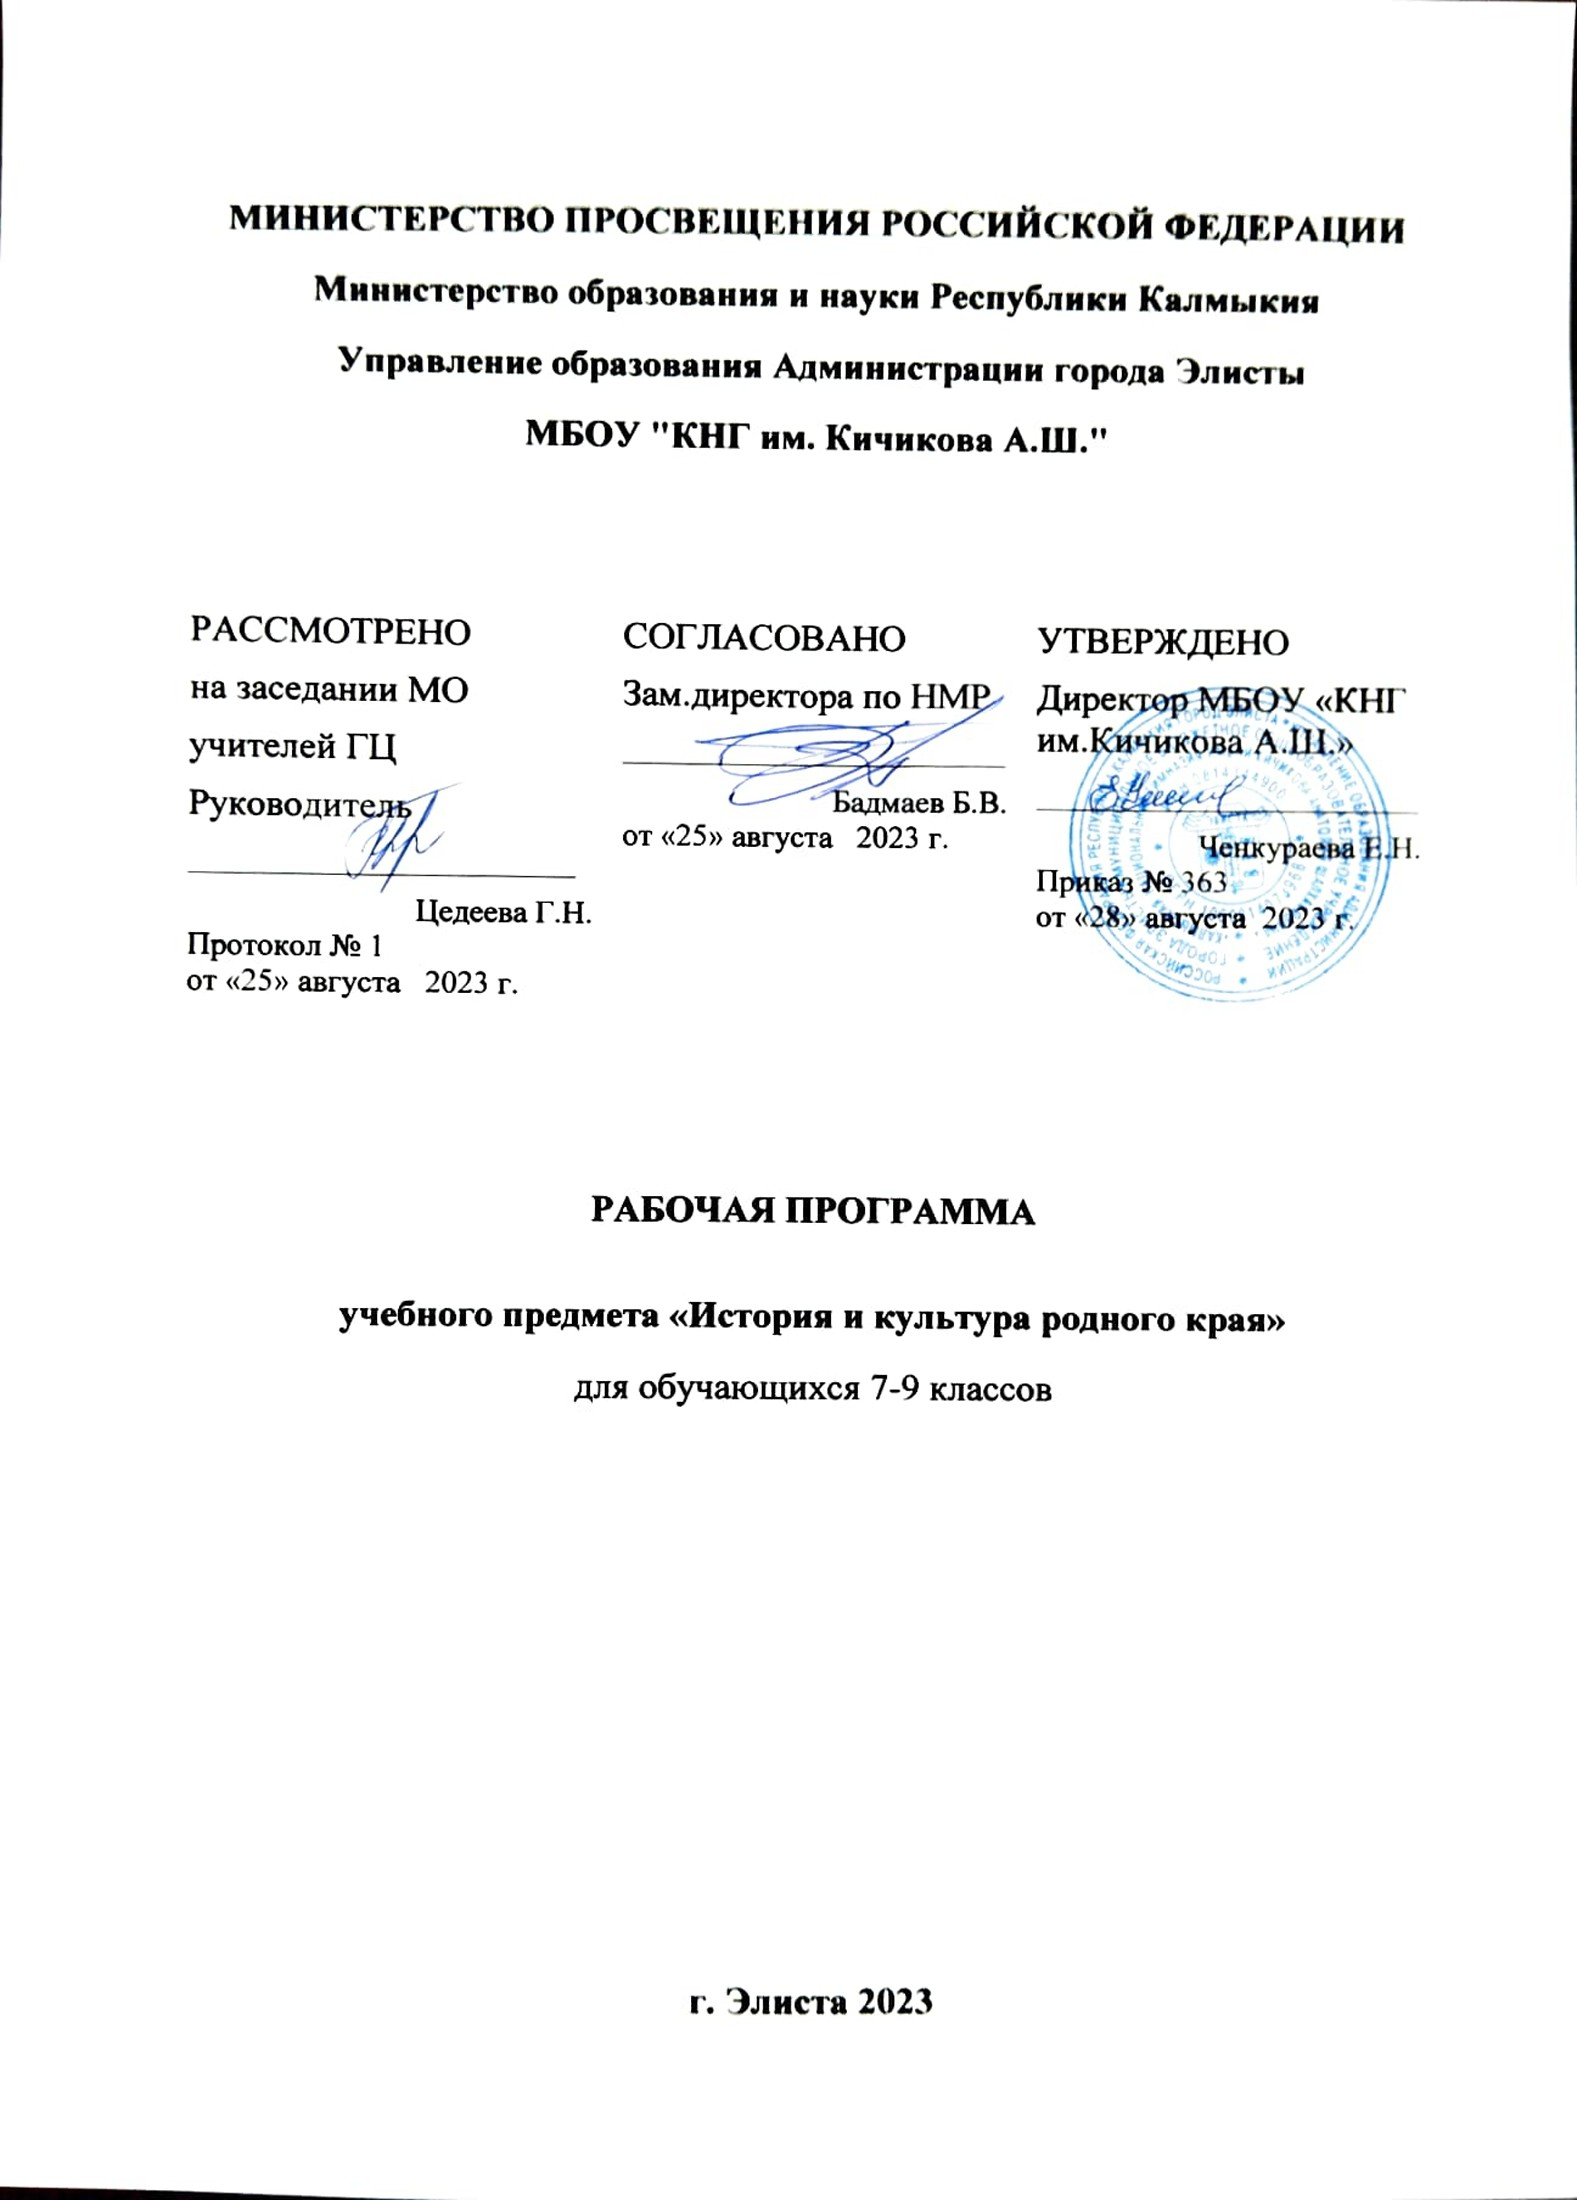 МИНИСТЕРСТВО ПРОСВЕЩЕНИЯ РОССИЙСКОЙ ФЕДЕРАЦИИ
Министерство образования и науки Республики Калмыкия
Управление образования Администрации города Элисты
МБОУ "КНГ им. Кичикова А.Ш."
РАССМОТРЕНО
на заседании МО
учителей ГЦ
Руководитель
Цедеева Г.Н.
Протокол № 1
от «25» августа 2023 г.
СОГЛАСОВАНО
Зам.директора по НМР
Бадмаев Б.В.
от «25» августа 2023 г.
УТВЕРЖДЕНО
Директор МБОУ «КНГ
им.Кичикова А.Ш.»
Ченкураева Е.Н.
Приказ № 363
от «28» августа 2023 г.
РАБОЧАЯ ПРОГРАММА
учебного предмета «История и культура родного края»
для обучающихся 7-9 классов
г. Элиста 2023